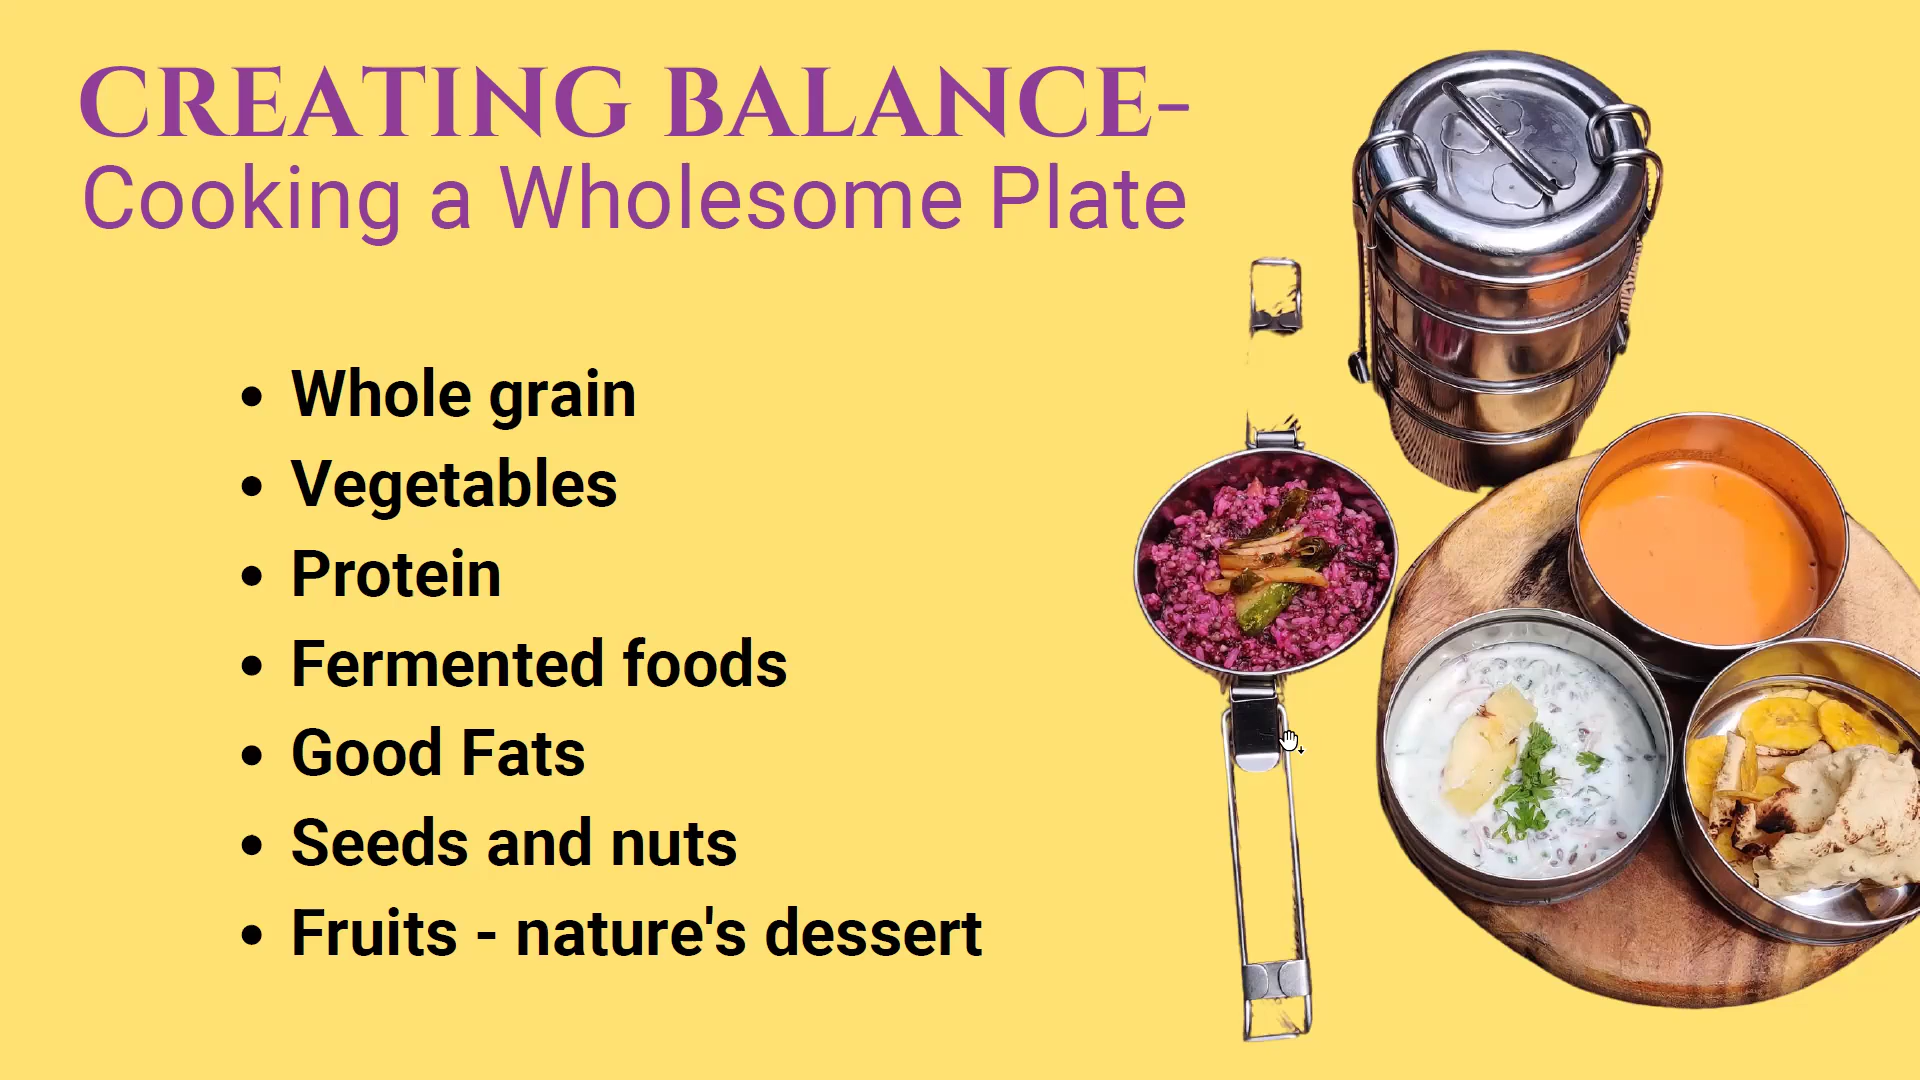 CREATING BALANCE-
Cooking a Wholesome Plate
• Whole grain
• Vegetables
• Protein
• Fermented foods
• Good Fats
• Seeds and nuts
• Fruits - nature's dessert